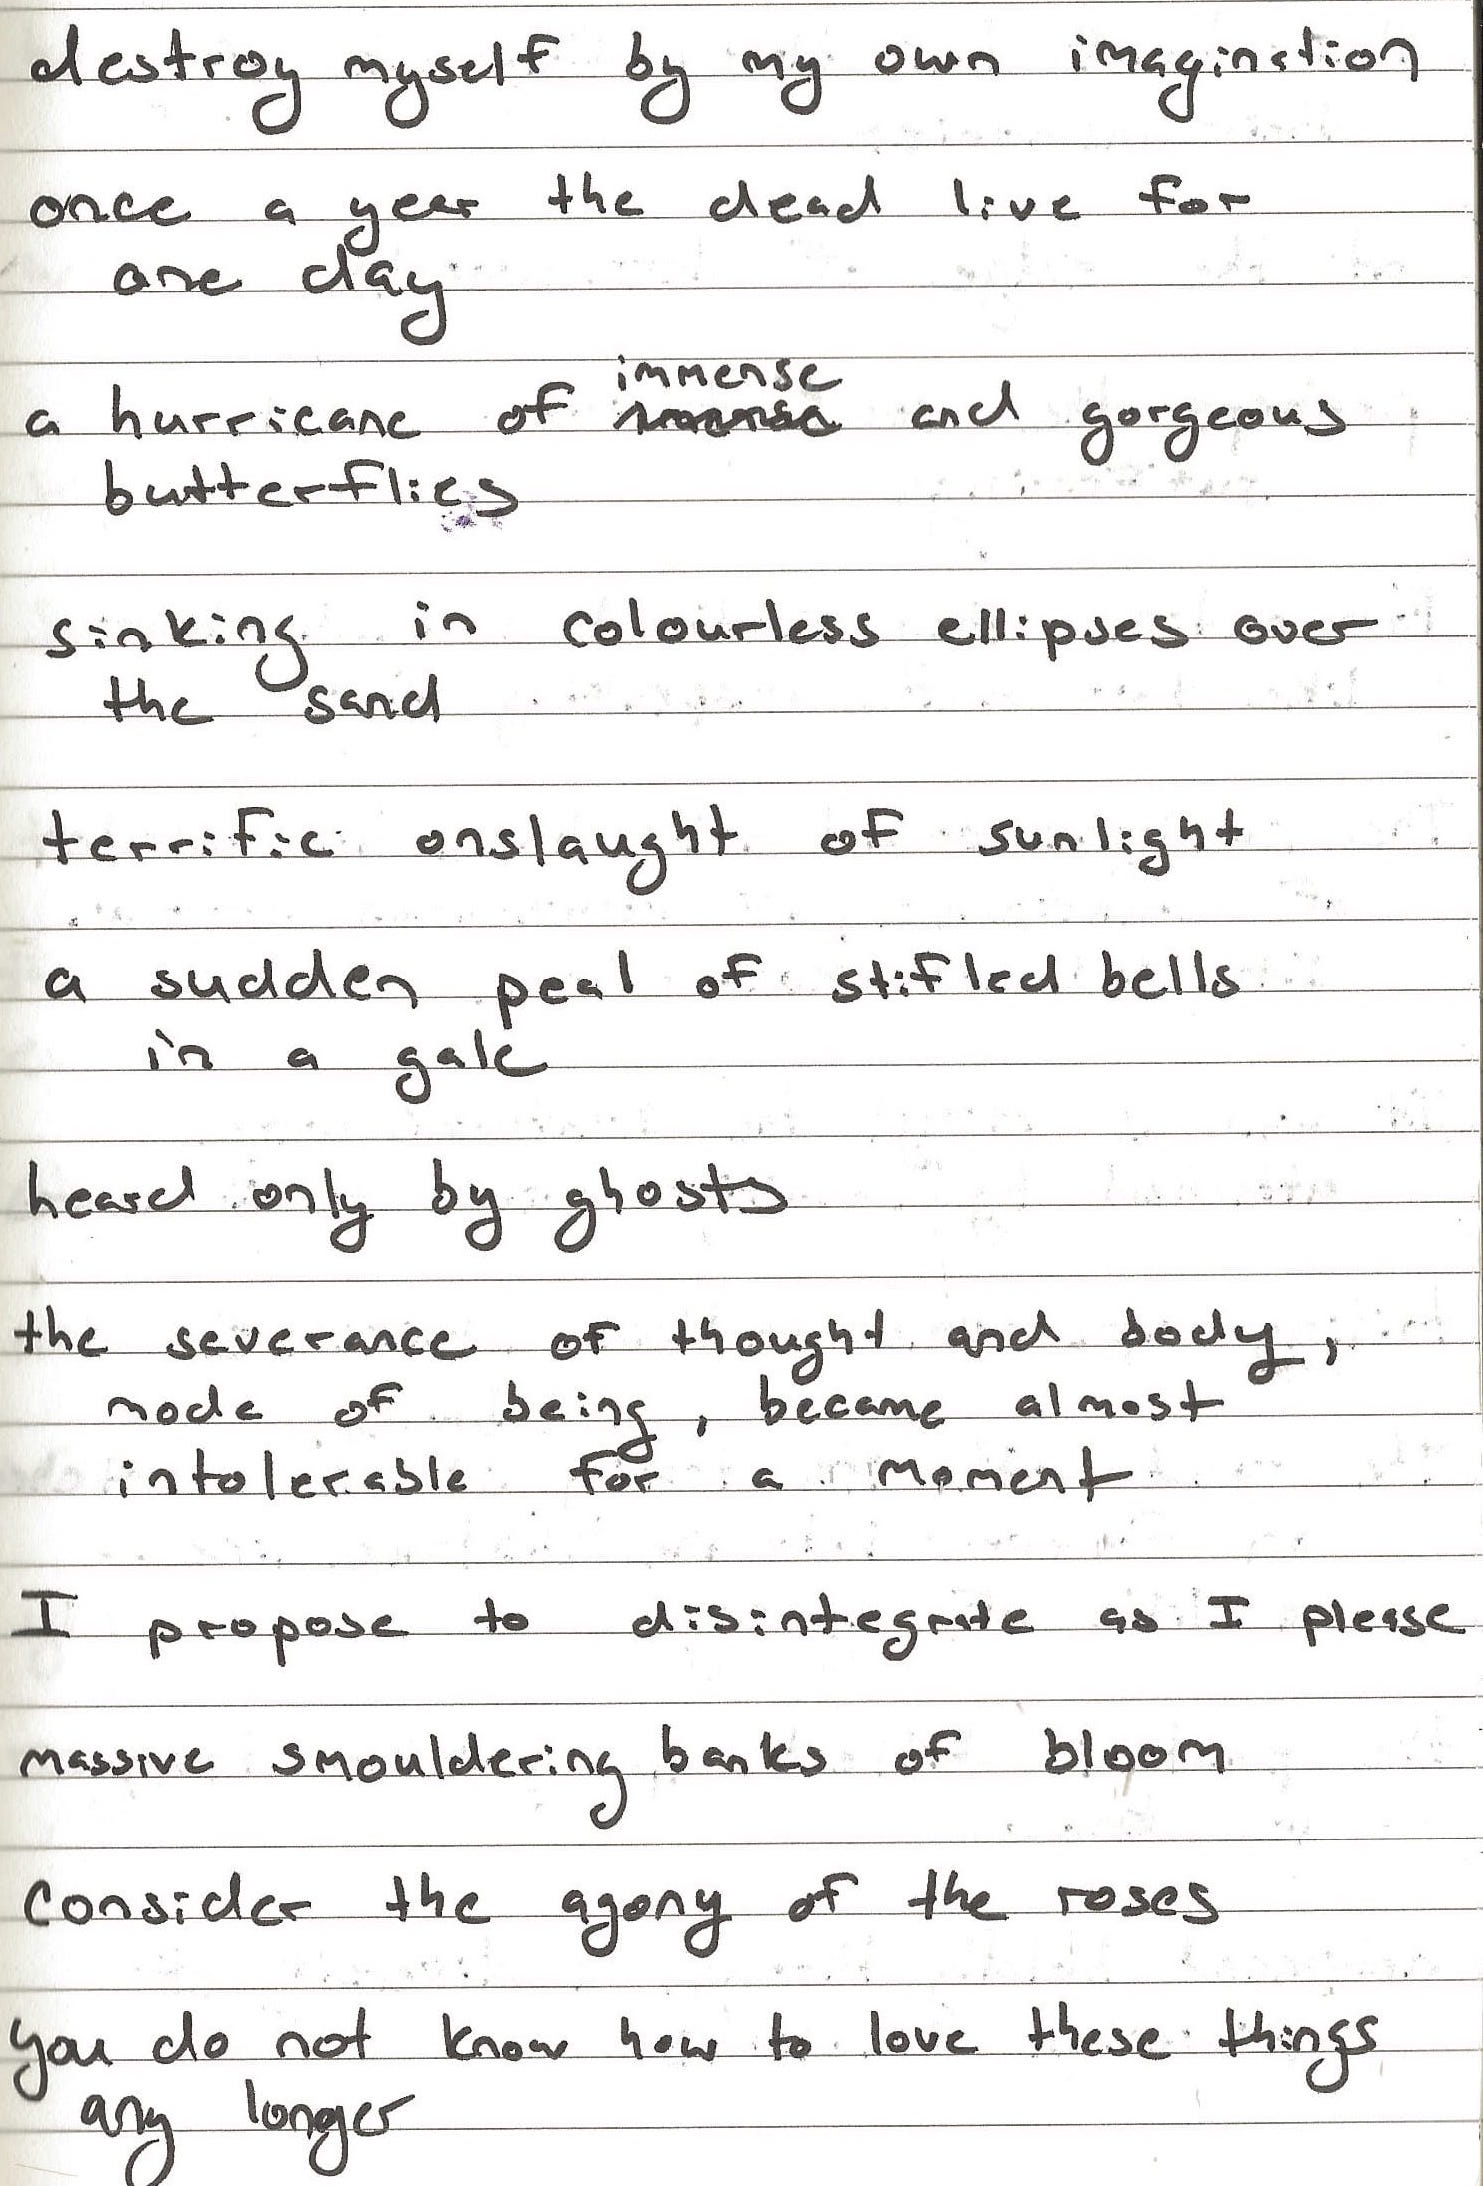 destroy myself by my own imagination
once a year the dead live for
one day
a hurricane of immense and gorgeous
butterflies
sinking in colourless ellipses over
the sand
terrific onslaught of sunlight
a sudden peal of stifled bells
in a gale
heard only by ghosts
the severance of thought and body,
mode of being, became almost
intolerable for a moment
I propose to disintegrate as I please
massive smouldering banks of bloom
consider the agony of the roses
you do not know how to love these things
any longer